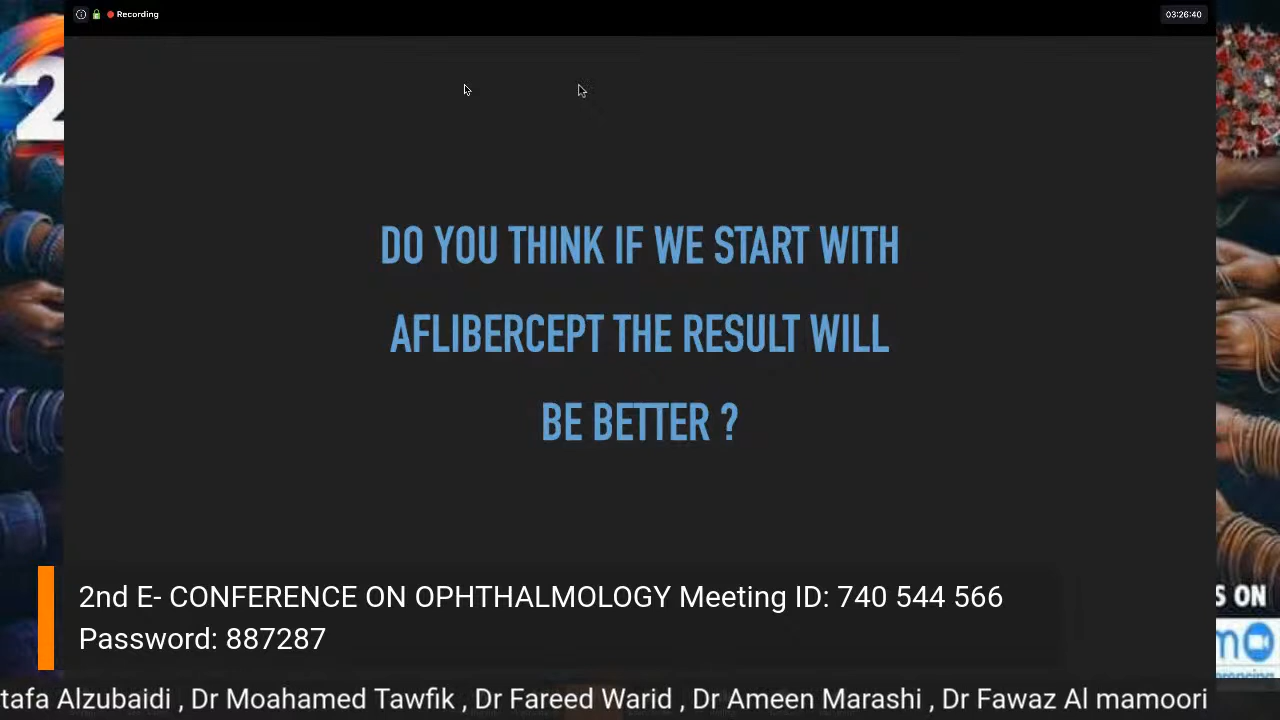 Recording
03:26:40
2
DO YOU THINK IF WE START WITH
AFLIBERCEPT THE RESULT WILL
BE BETTER ?
2nd E- CONFERENCE ON OPHTHALMOLOGY Meeting ID: 740 544 566
Password: 887287
S ON
m
tafa Alzubaidi , Dr Moahamed Tawfik , Dr Fareed Warid , Dr Ameen Marashi , Dr Fawaz Al mamoori